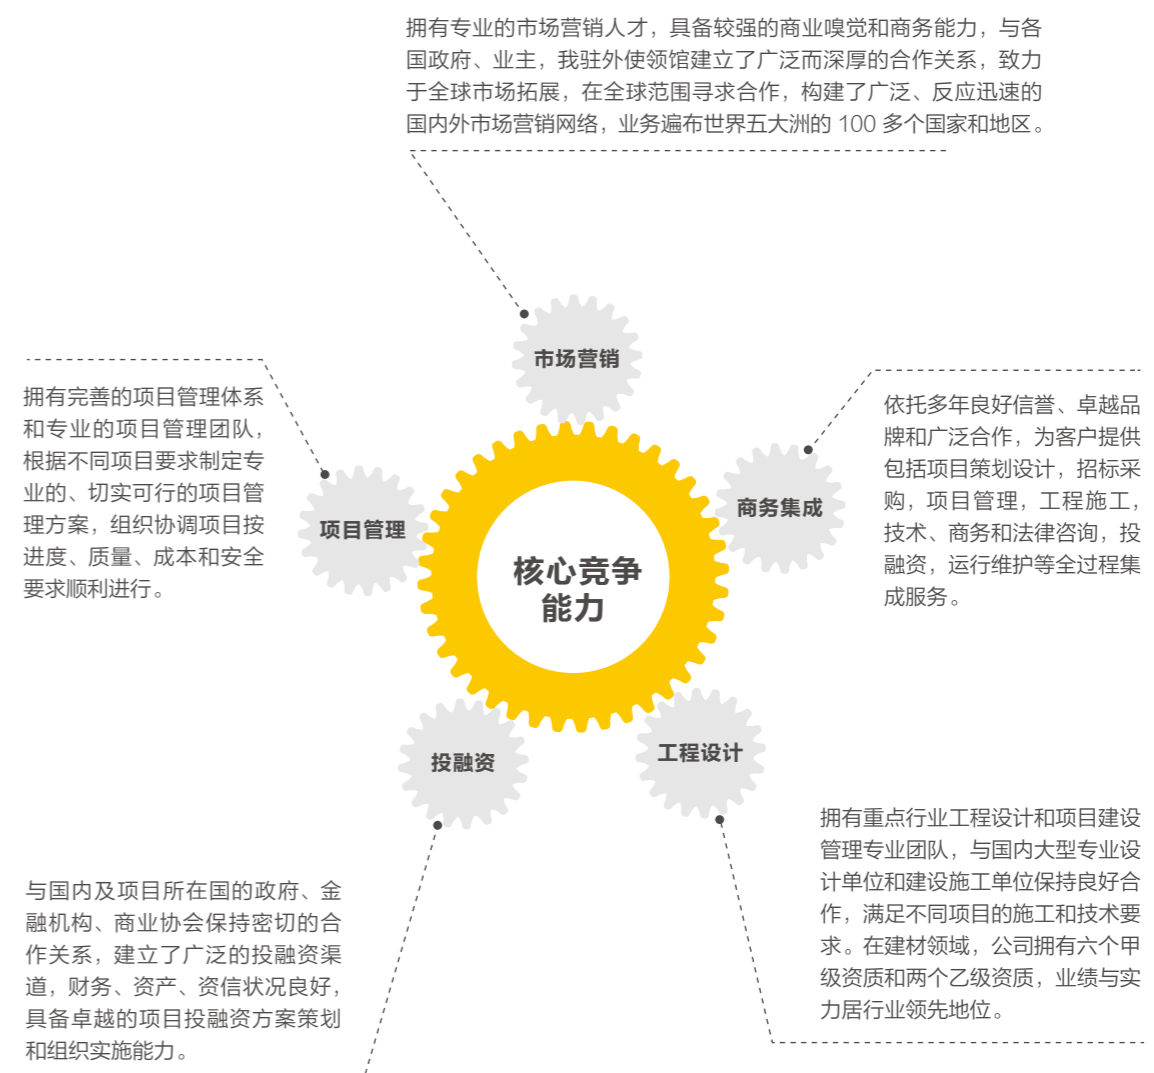 拥有专业的市场营销人才，具备较强的商业嗅觉和商务能力，与各
国政府、业主，我驻外使领馆建立了广泛而深厚的合作关系，致力
于全球市场拓展，在全球范围寻求合作，构建了广泛、反应迅速的
国内外市场营销网络，业务遍布世界五大洲的 100 多个国家和地区。
市场营销
拥有完善的项目管理体系
和专业的项目管理团队，
根据不同项目要求制定专
业的、切实可行的项目管
理方案，组织协调项目按
进度、质量、成本和安全
要求顺利进行。
项目管理
商务集成
依托多年良好信誉、卓越品
牌和广泛合作，为客户提供
包括项目策划设计，招标采
购，项目管理，工程施工，
技术、商务和法律咨询，投
融资，运行维护等全过程集
成服务。
核心竞争
能力
投融资
工程设计
与国内及项目所在国的政府、金
融机构、商业协会保持密切的合
作关系，建立了广泛的投融资渠
道，财务、资产、资信状况良好，
具备卓越的项目投融资方案策划
和组织实施能力。
拥有重点行业工程设计和项目建设
管理专业团队，与国内大型专业设
计单位和建设施工单位保持良好合
作，满足不同项目的施工和技术要
求。在建材领域，公司拥有六个甲
级资质和两个乙级资质，业绩与实
力居行业领先地位。